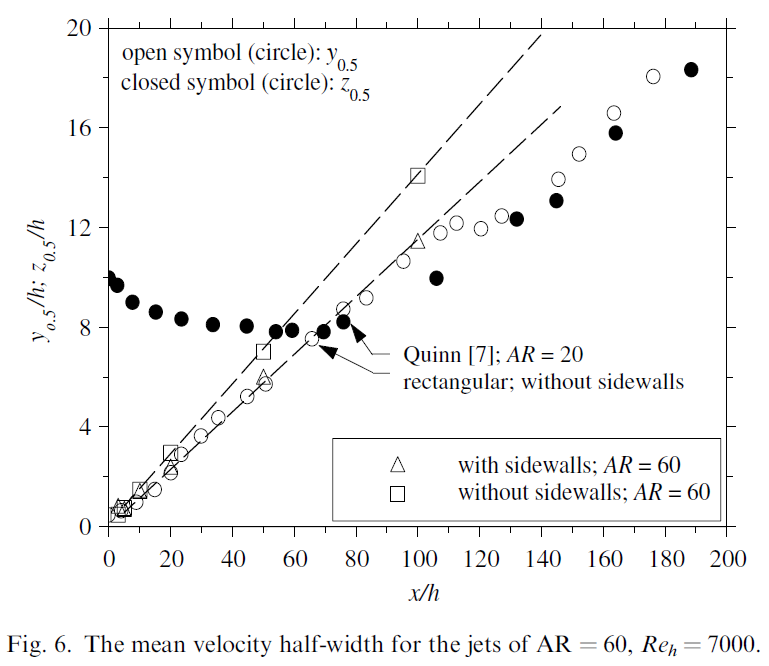 20
16
12
8
4
0
y0.5/h; z0.5/h
open symbol (circle): y0.5
closed symbol (circle): z0.5
Quinn [7]; AR = 20
rectangular; without sidewalls
with sidewalls; AR = 60
without sidewalls; AR = 60
0 20 40 60 80 100 120 140 160 180 200
x/h
Fig. 6. The mean velocity half-width for the jets of AR = 60, Reh = 7000.